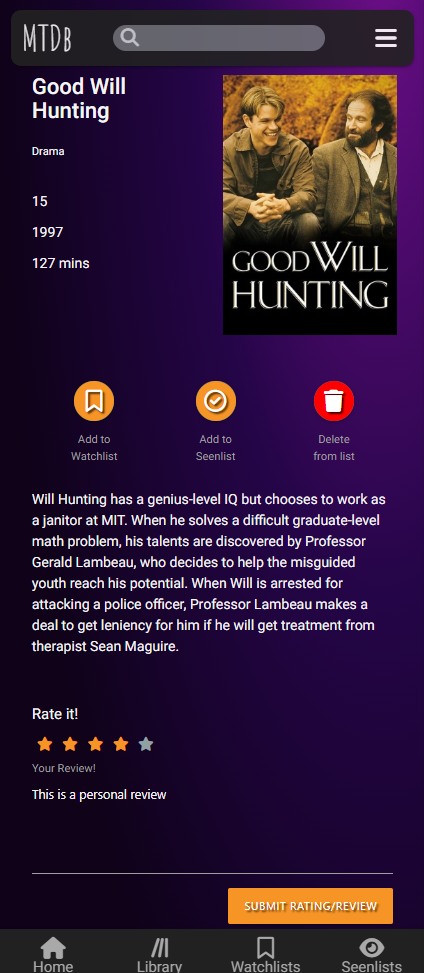 MTDb
Good Will
Hunting
Drama
15
1997
127 mins
GOOD WILL
HUNTING
Add to
Watchlist
Add to
Seenlist
Delete
from list
Will Hunting has a genius-level IQ but chooses to work as
a janitor at MIT. When he solves a difficult graduate-level
math problem, his talents are discovered by Professor
Gerald Lambeau, who decides to help the misguided
youth reach his potential. When Will is arrested for
attacking a police officer, Professor Lambeau makes a
deal to get leniency for him if he will get treatment from
therapist Sean Maguire.
Rate it!
Your Review!
This is a personal review
SUBMIT RATING/REVIEW
Home
Library
Watchlists
Seenlists